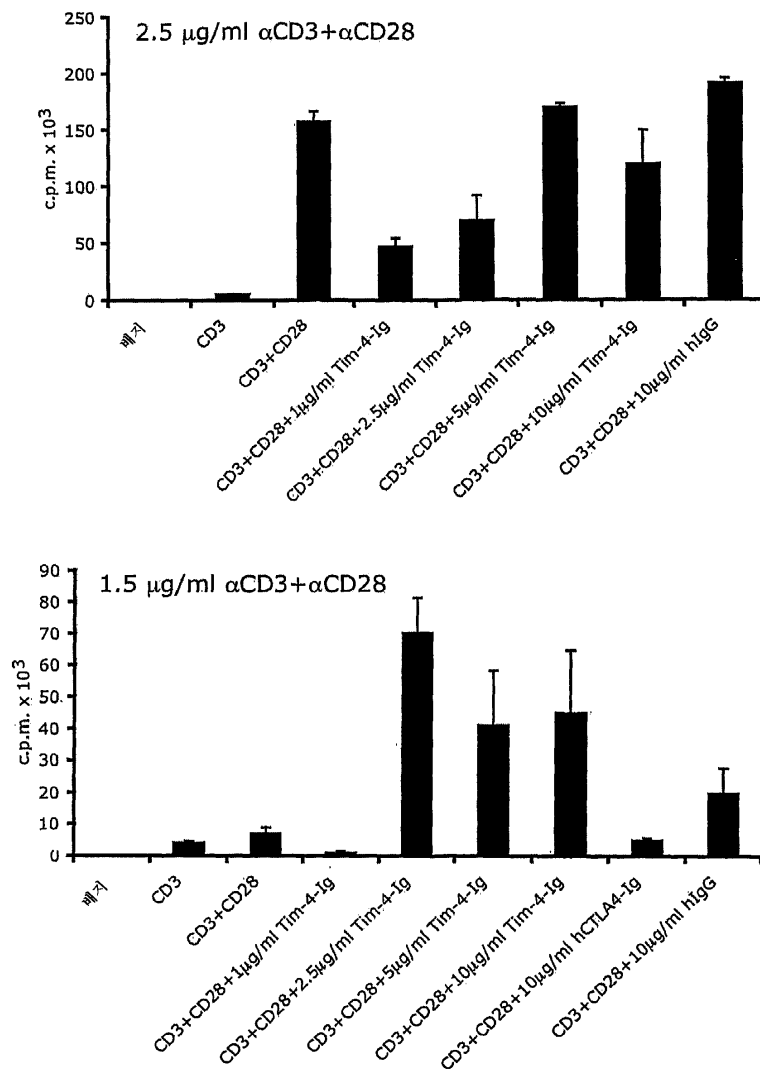 2.5 μg/ml αCD3+αCD28
c.p.m. x 10³
250
200
150
100
50
0
배지
CD3
CD3+CD28
CD3+CD28+1μg/ml Tim-4-Ig
CD3+CD28+2.5μg/ml Tim-4-Ig
CD3+CD28+5μg/ml Tim-4-Ig
CD3+CD28+10μg/ml Tim-4-Ig
CD3+CD28+10μg/ml hIgG
1.5 μg/ml αCD3+αCD28
c.p.m. x 10³
90
80
70
60
50
40
30
20
10
0
배지
CD3
CD3+CD28
CD3+CD28+1μg/ml Tim-4-Ig
CD3+CD28+2.5μg/ml Tim-4-Ig
CD3+CD28+5μg/ml Tim-4-Ig
CD3+CD28+10μg/ml Tim-4-Ig
CD3+CD28+10μg/ml hCTLA4-Ig
CD3+CD28+10μg/ml hIgG